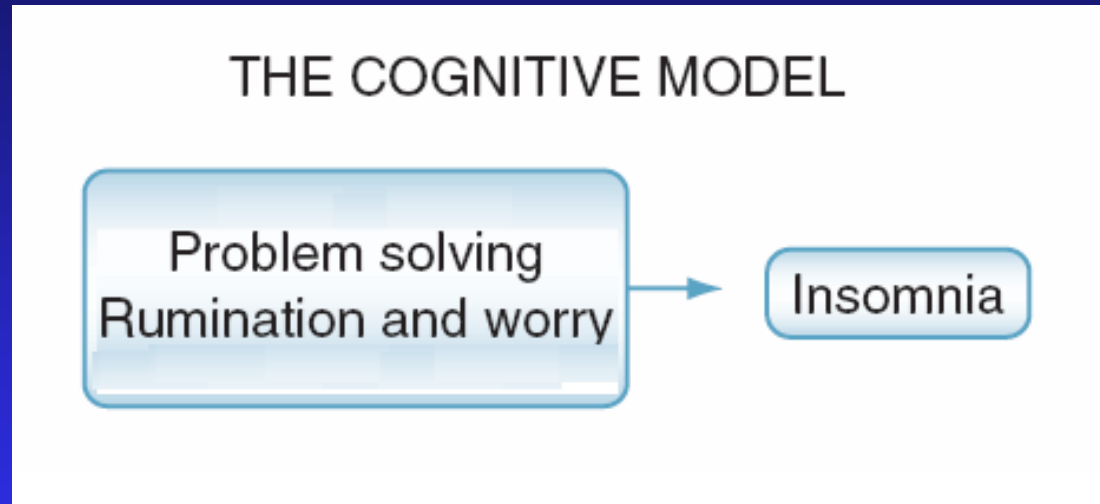 THE COGNITIVE MODEL
Problem solving
Rumination and worry
Insomnia